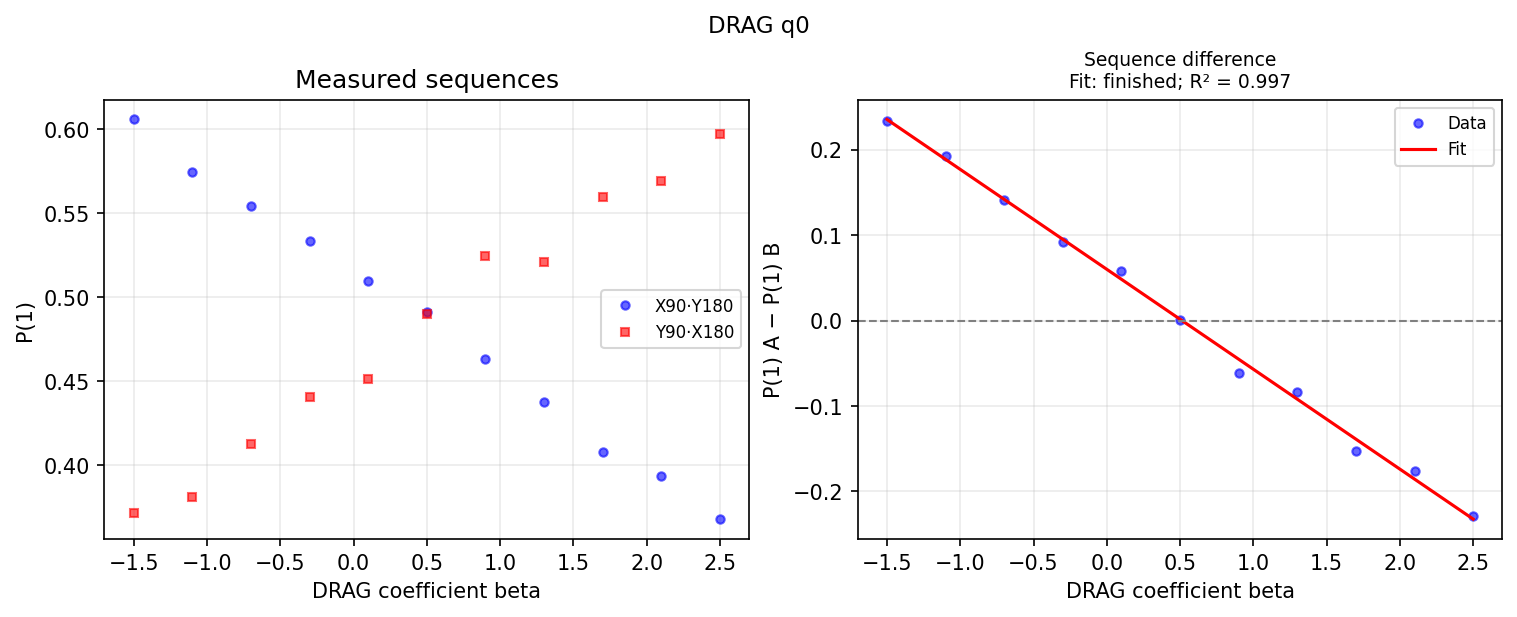 DRAG q0
Measured sequences
P(1)
0.60
0.55
0.50
0.45
0.40
X90·Y180
Y90·X180
−1.5 −1.0 −0.5 0.0 0.5 1.0 1.5 2.0 2.5
DRAG coefficient beta
Sequence difference
Fit: finished; R² = 0.997
P(1) A − P(1) B
0.2
0.1
0.0
−0.1
−0.2
Data
Fit
−1.5 −1.0 −0.5 0.0 0.5 1.0 1.5 2.0 2.5
DRAG coefficient beta